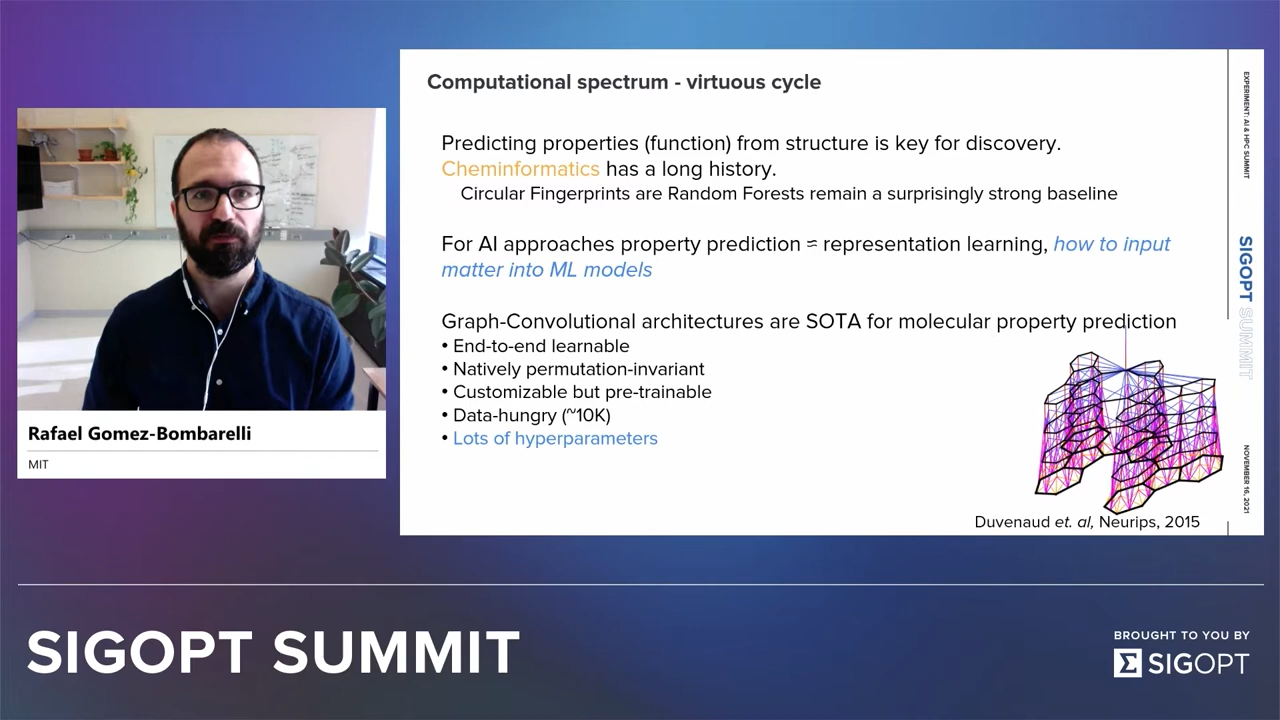 Computational spectrum - virtuous cycle
Predicting properties (function) from structure is key for discovery.
Cheminformatics has a long history.
Circular Fingerprints are Random Forests remain a surprisingly strong baseline
For AI approaches property prediction ≂ representation learning, how to input
matter into ML models
Graph-Convolutional architectures are SOTA for molecular property prediction
• End-to-end learnable
• Natively permutation-invariant
• Customizable but pre-trainable
• Data-hungry (~10K)
• Lots of hyperparameters
Duvenaud et. al, Neurips, 2015
EXPERIMENT: AI & HPC SUMMIT
SIGOPT SUMMIT
NOVEMBER 16, 2021
Rafael Gomez-Bombarelli
MIT
SIGOPT SUMMIT
BROUGHT TO YOU BY
SIGOPT